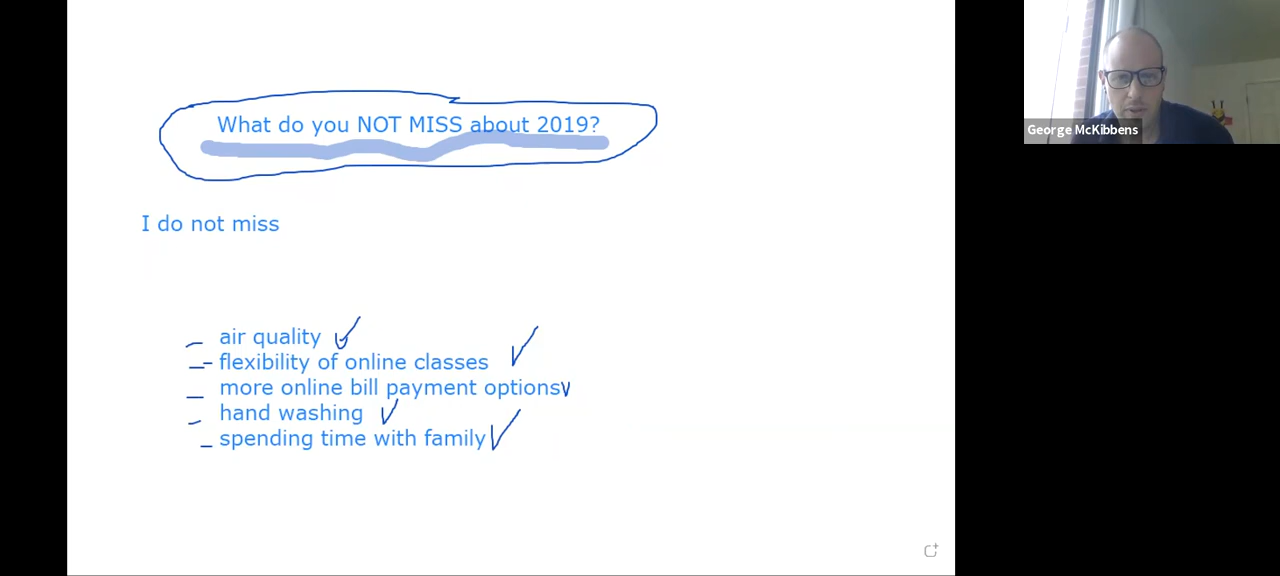 What do you NOT MISS about 2019?
I do not miss
air quality
flexibility of online classes
more online bill payment options
hand washing
spending time with family
George McKibbens